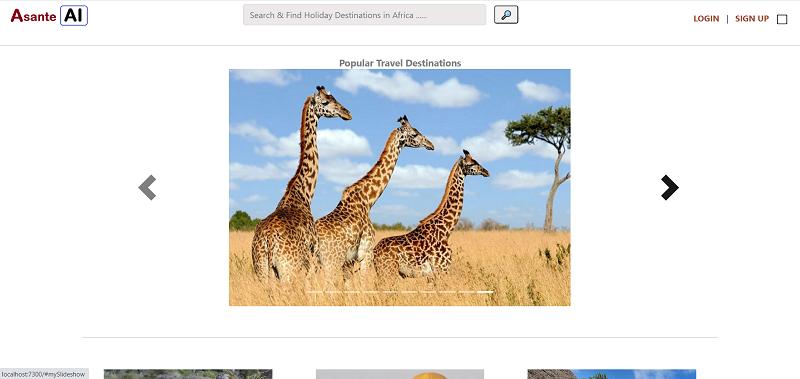 Asante AI
Search & Find Holiday Destinations in Africa ......
LOGIN | SIGN UP
Popular Travel Destinations
localhost:7300/#mySlideshow